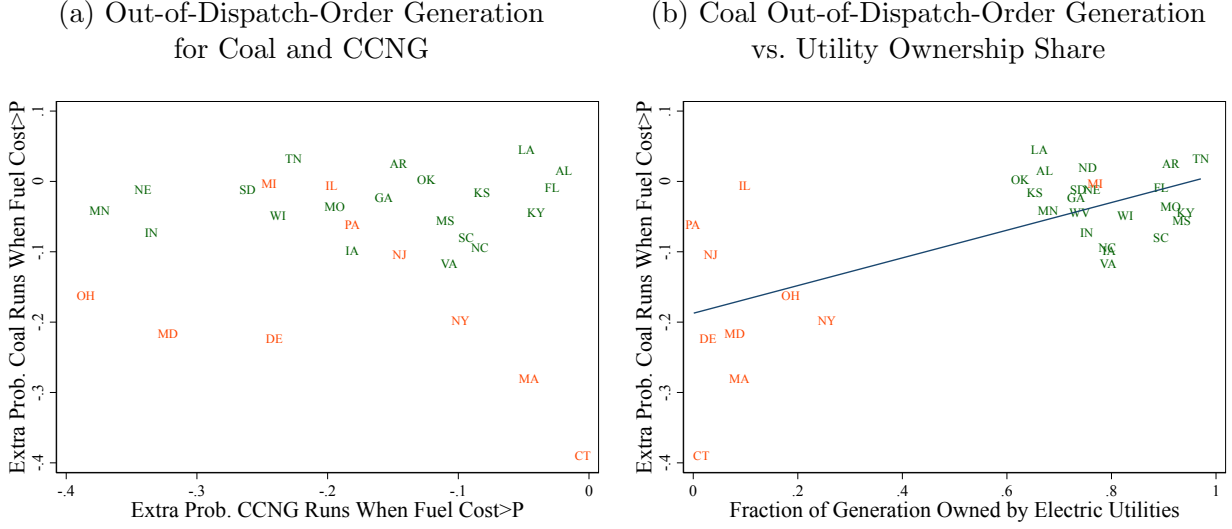 (a) Out-of-Dispatch-Order Generation
for Coal and CCNG
Extra Prob. Coal Runs When Fuel Cost>P
.1
0
-.1
-.2
-.3
-.4
LA
TN
AR
AL
OK
MI
IL
FL
NE
SD
KS
GA
MO
MN
KY
WI
MS
PA
IN
SC
NC
IA
NJ
VA
OH
NY
MD
DE
MA
CT
-.4
-.3
-.2
-.1
0
Extra Prob. CCNG Runs When Fuel Cost>P
(b) Coal Out-of-Dispatch-Order Generation
vs. Utility Ownership Share
Extra Prob. Coal Runs When Fuel Cost>P
.1
0
-.1
-.2
-.3
-.4
LA
TN
AR
ND
AL
OK
MI
IL
FL
SD
NE
KS
GA
MO
MN
WV
KY
WI
MS
PA
IN
SC
NC
IA
NJ
VA
OH
NY
MD
DE
MA
CT
0
.2
.4
.6
.8
1
Fraction of Generation Owned by Electric Utilities